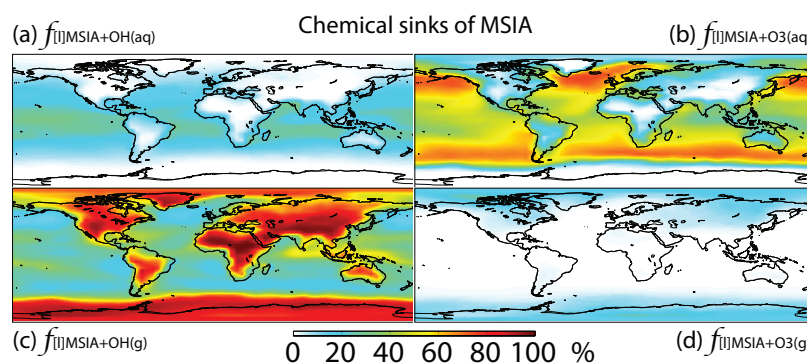 Chemical sinks of MSIA
(a) f[l]MSIA+OH(aq)
(b) f[l]MSIA+O3(aq
0 20 40 60 80 100 %
(c) f[l]MSIA+OH(g)
(d) f[l]MSIA+O3(g